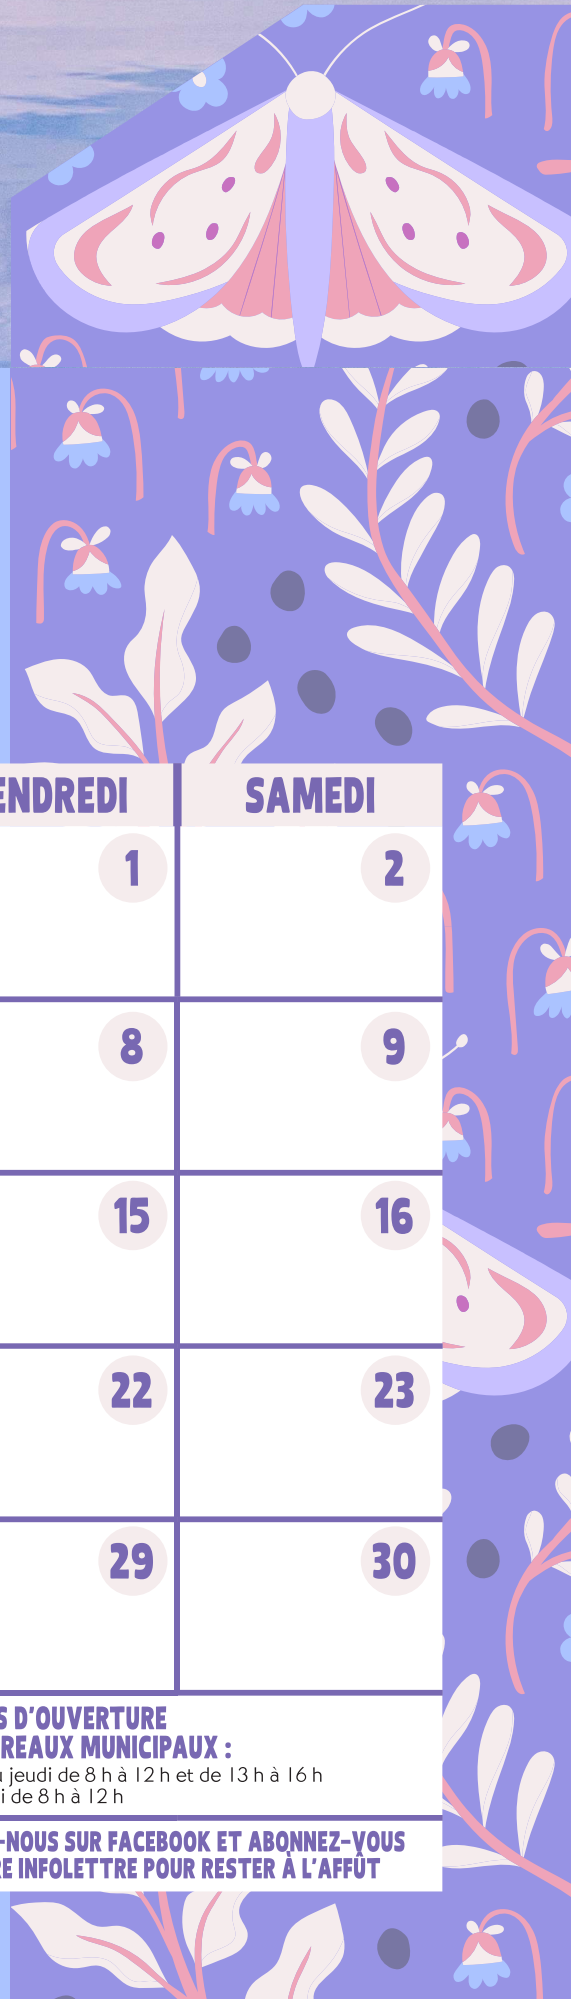 ENDREDI SAMEDI
1 2
8 9
15 16
22 23
29 30
S D'OUVERTURE
REAUX MUNICIPAUX :
jeudi de 8 h à 12 h et de 13 h à 16 h
i de 8 h à 12 h
-NOUS SUR FACEBOOK ET ABONNEZ-VOUS
RE INFOLETTRE POUR RESTER À L'AFFÛT